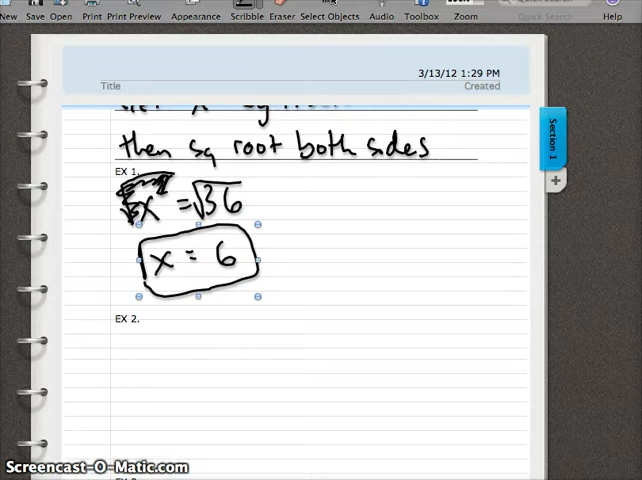 New Open Save Print Print Preview Appearance Scribble Eraser Select Objects Audio Toolbox Zoom Quick Search Help
3/13/12 1:29 PM
Title Created
then sq root both sides
EX 1.
x = √36
x = 6
EX 2.
Section 1
+
Screencast-O-Matic.com